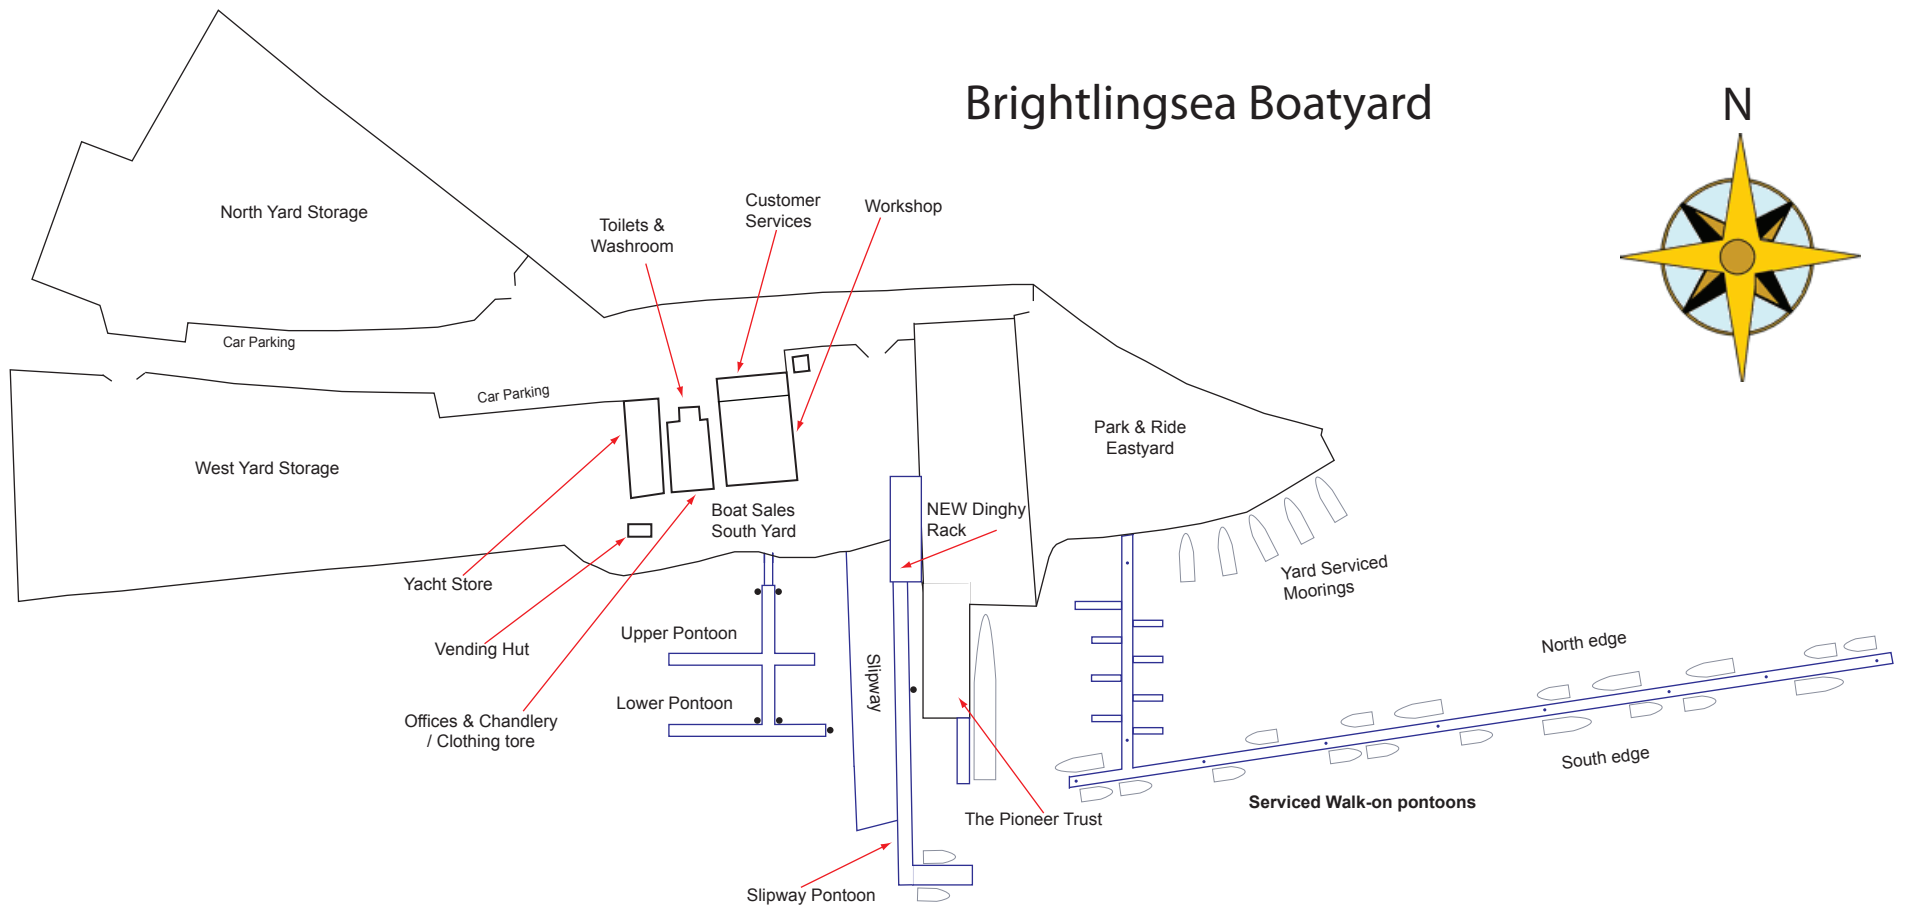 Brightlingsea Boatyard
N
North Yard Storage
Customer
Services
Workshop
Toilets &
Washroom
Car Parking
Car Parking
Park & Ride
Eastyard
West Yard Storage
Boat Sales
South Yard
NEW Dinghy
Rack
Yacht Store
Yard Serviced
Moorings
Upper Pontoon
Vending Hut
North edge
Slipway
Lower Pontoon
Offices & Chandlery
/ Clothing tore
South edge
Serviced Walk-on pontoons
The Pioneer Trust
Slipway Pontoon